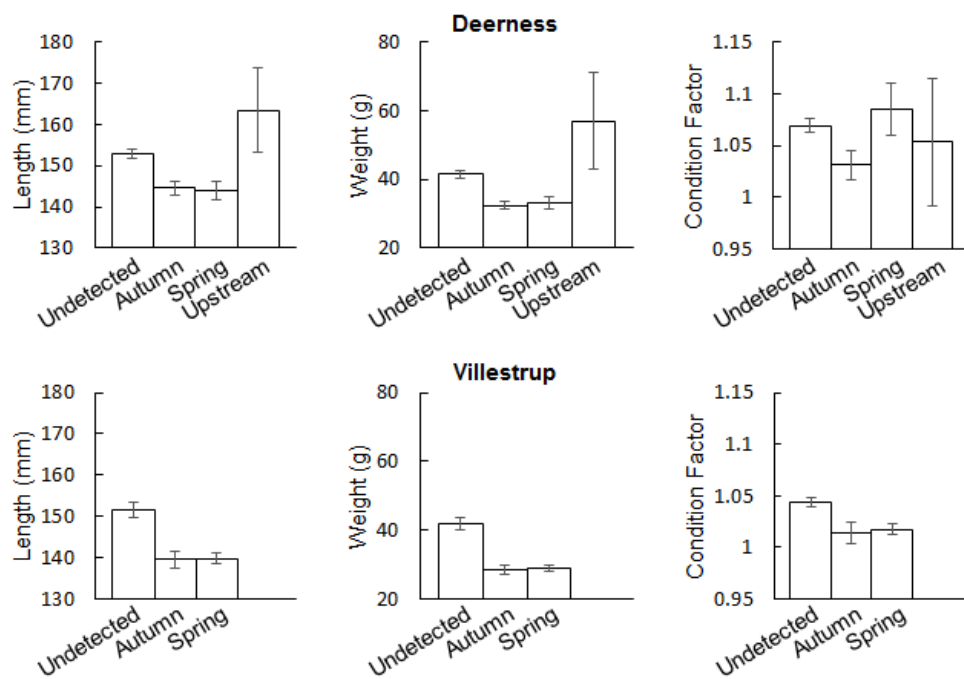 Deerness
Length (mm)
180
170
160
150
140
130
Undetected
Autumn
Spring
Upstream
Weight (g)
80
60
40
20
Undetected
Autumn
Spring
Upstream
Condition Factor
1.15
1.1
1.05
1
0.95
Undetected
Autumn
Spring
Upstream
Villestrup
Length (mm)
180
170
160
150
140
130
Undetected
Autumn
Spring
Weight (g)
80
60
40
20
Undetected
Autumn
Spring
Condition Factor
1.15
1.1
1.05
1
0.95
Undetected
Autumn
Spring